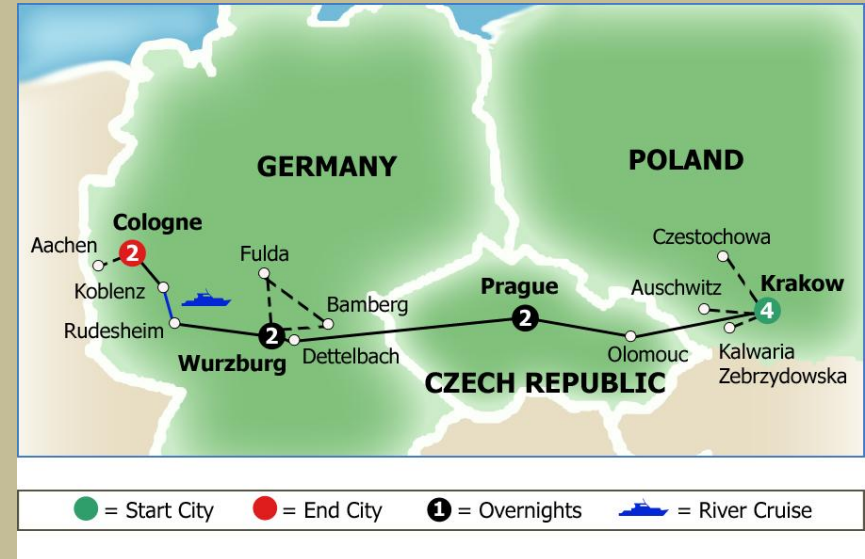 GERMANY
POLAND
Cologne
2
Aachen
Koblenz
Rudesheim
Fulda
Bamberg
2
Wurzburg
Dettelbach
Prague
2
CZECH REPUBLIC
Olomouc
Czestochowa
Auschwitz
Krakow
4
Kalwaria
Zebrzydowska
= Start City
= End City
1 = Overnights
= River Cruise